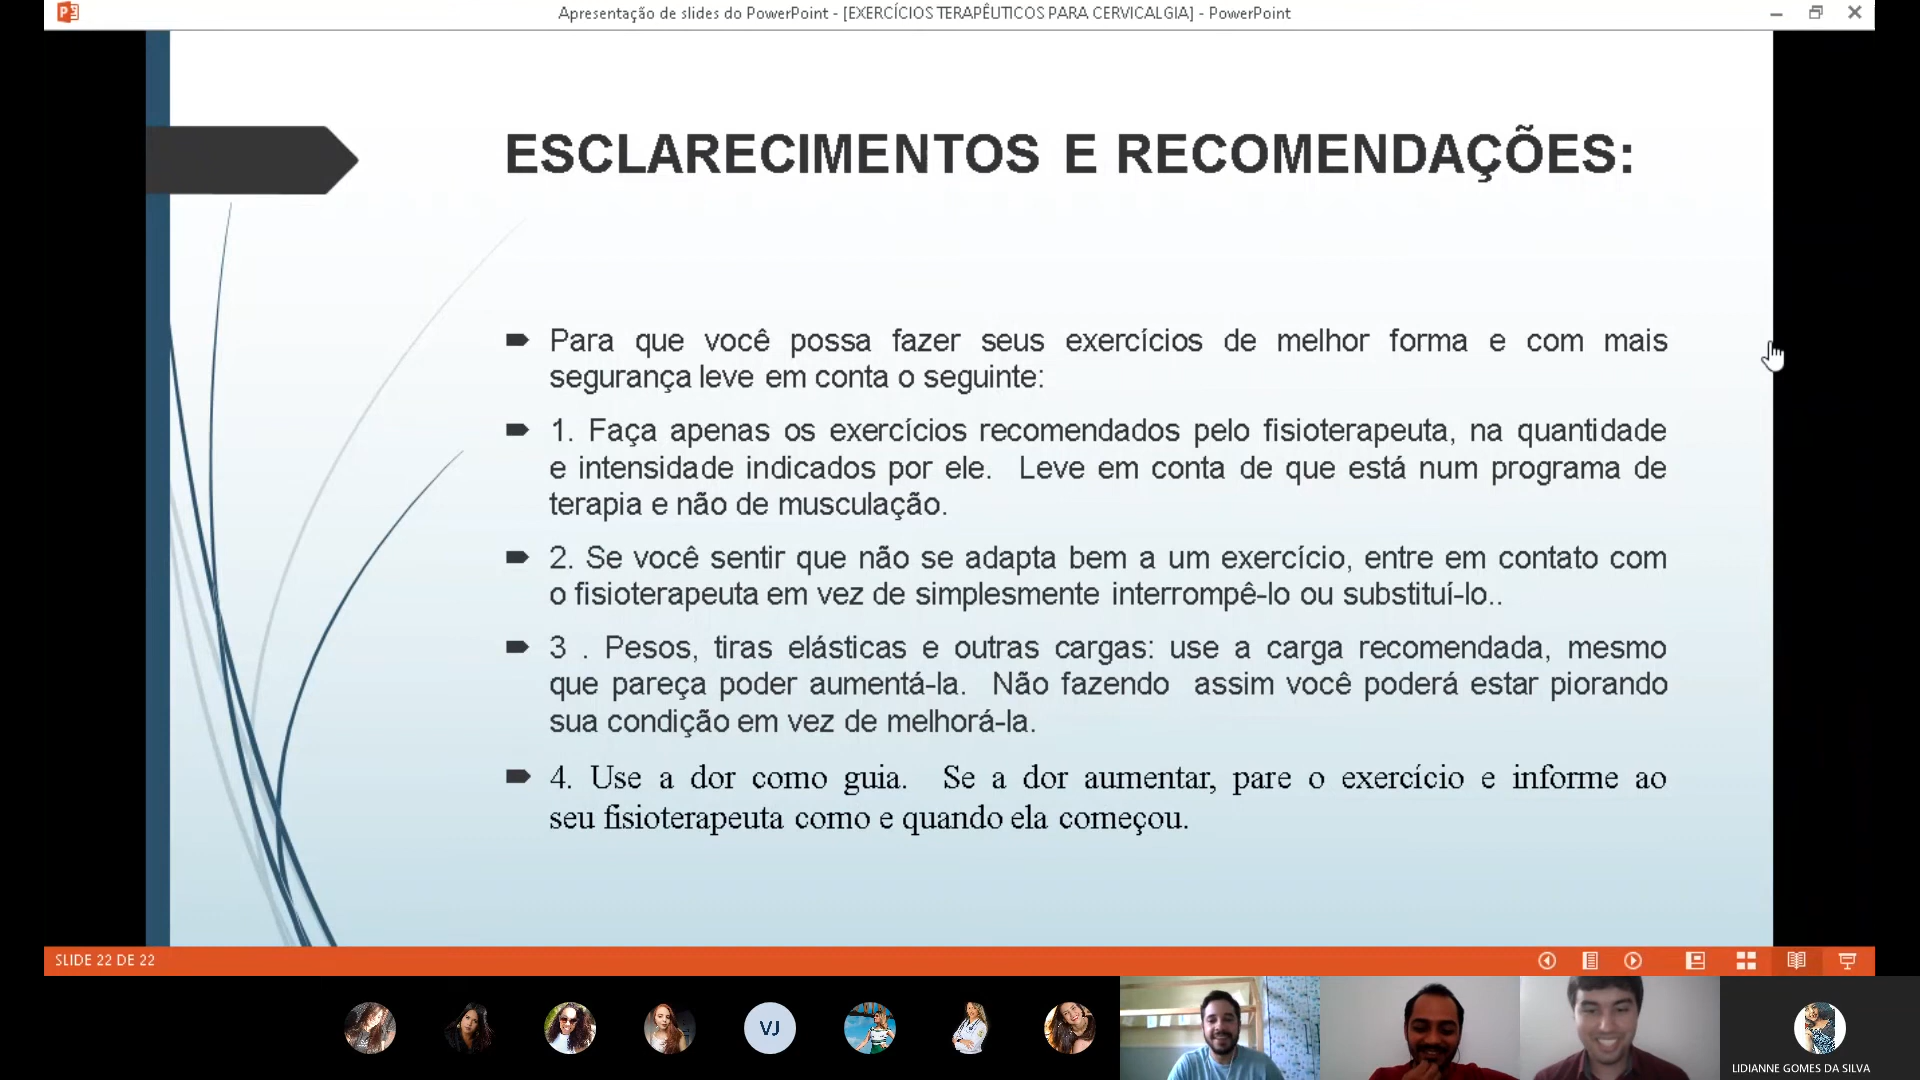 Apresentação de slides do PowerPoint - [EXERCÍCIOS TERAPÊUTICOS PARA CERVICALGIA] - PowerPoint
ESCLARECIMENTOS E RECOMENDAÇÕES:
Para que você possa fazer seus exercícios de melhor forma e com mais
segurança leve em conta o seguinte:
1. Faça apenas os exercícios recomendados pelo fisioterapeuta, na quantidade
e intensidade indicados por ele. Leve em conta de que está num programa de
terapia e não de musculação.
2. Se você sentir que não se adapta bem a um exercício, entre em contato com
o fisioterapeuta em vez de simplesmente interrompê-lo ou substituí-lo..
3 . Pesos, tiras elásticas e outras cargas: use a carga recomendada, mesmo
que pareça poder aumentá-la. Não fazendo assim você poderá estar piorando
sua condição em vez de melhorá-la.
4. Use a dor como guia. Se a dor aumentar, pare o exercício e informe ao
seu fisioterapeuta como e quando ela começou.
SLIDE 22 DE 22
VJ
LIDIANNE GOMES DA SILVA